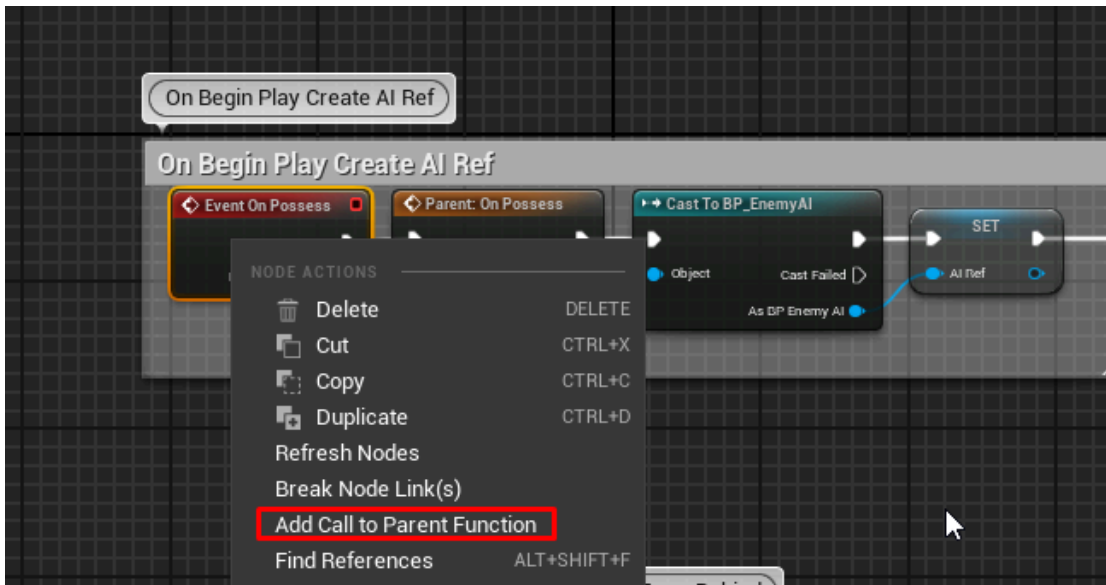 On Begin Play Create AI Ref
On Begin Play Create AI Ref
Event On Possess
Parent: On Possess
Cast To BP_EnemyAI
SET
Object
Cast Failed
AI Ref
As BP Enemy AI
NODE ACTIONS
Delete DELETE
Cut CTRL+X
Copy CTRL+C
Duplicate CTRL+D
Refresh Nodes
Break Node Link(s)
Add Call to Parent Function
Find References ALT+SHIFT+F